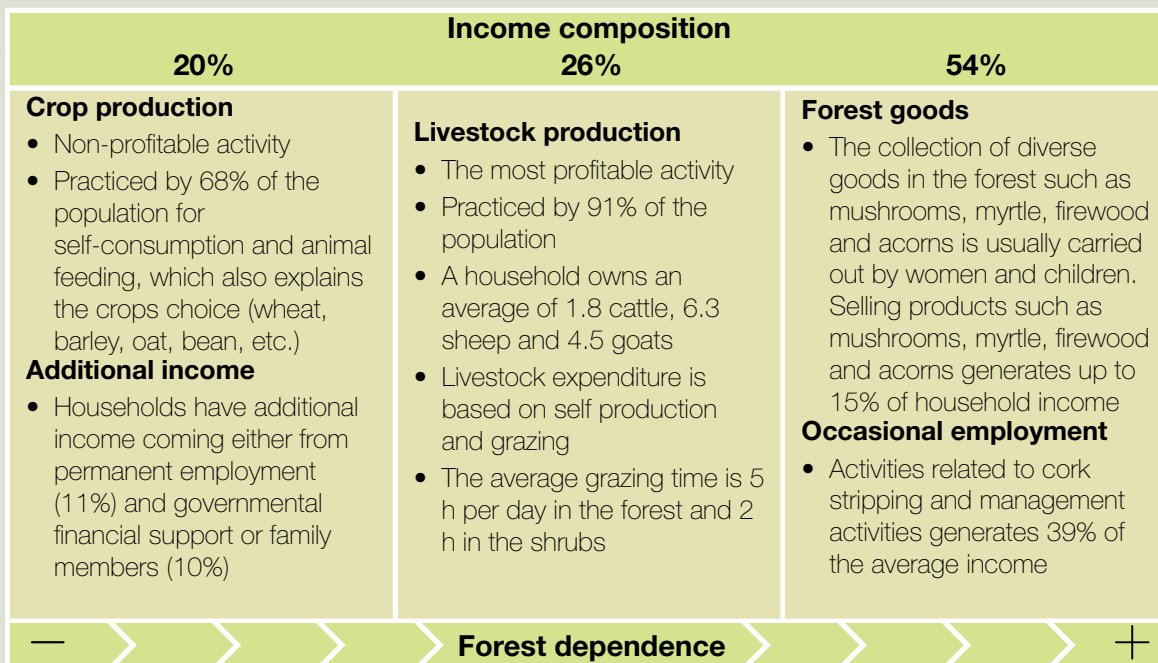 Income composition
20%
26%
54%
Crop production
• Non-profitable activity
• Practiced by 68% of the
population for
self-consumption and animal
feeding, which also explains
the crops choice (wheat,
barley, oat, bean, etc.)
Additional income
• Households have additional
income coming either from
permanent employment
(11%) and governmental
financial support or family
members (10%)
Livestock production
• The most profitable activity
• Practiced by 91% of the
population
• A household owns an
average of 1.8 cattle, 6.3
sheep and 4.5 goats
• Livestock expenditure is
based on self production
and grazing
• The average grazing time is 5
h per day in the forest and 2
h in the shrubs
Forest goods
• The collection of diverse
goods in the forest such as
mushrooms, myrtle, firewood
and acorns is usually carried
out by women and children.
Selling products such as
mushrooms, myrtle, firewood
and acorns generates up to
15% of household income
Occasional employment
• Activities related to cork
stripping and management
activities generates 39% of
the average income
— Forest dependence +